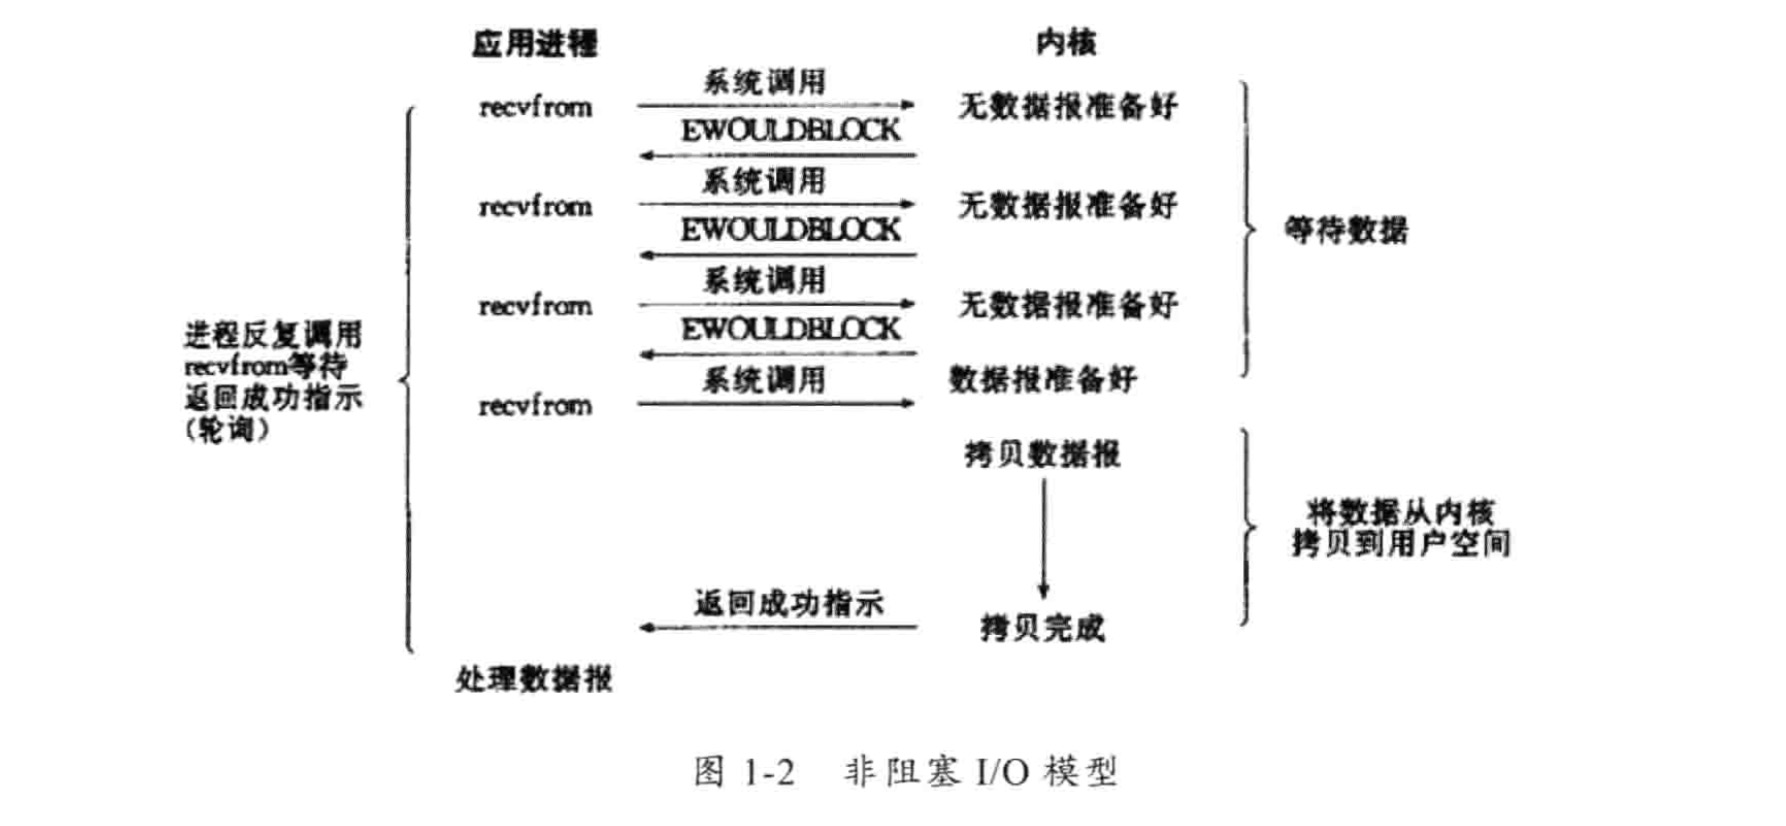 应用进程
内核
系统调用
recvfrom
无数据报准备好
EWOULDBLOCK
系统调用
recvfrom
无数据报准备好
EWOULDBLOCK
等待数据
系统调用
recvfrom
无数据报准备好
EWOULDBLOCK
进程反复调用
recvfrom等待
返回成功指示
(轮询)
系统调用
recvfrom
数据报准备好
拷贝数据报
将数据从内核
拷贝到用户空间
返回成功指示
拷贝完成
处理数据报
图 1-2 非阻塞 I/O 模型